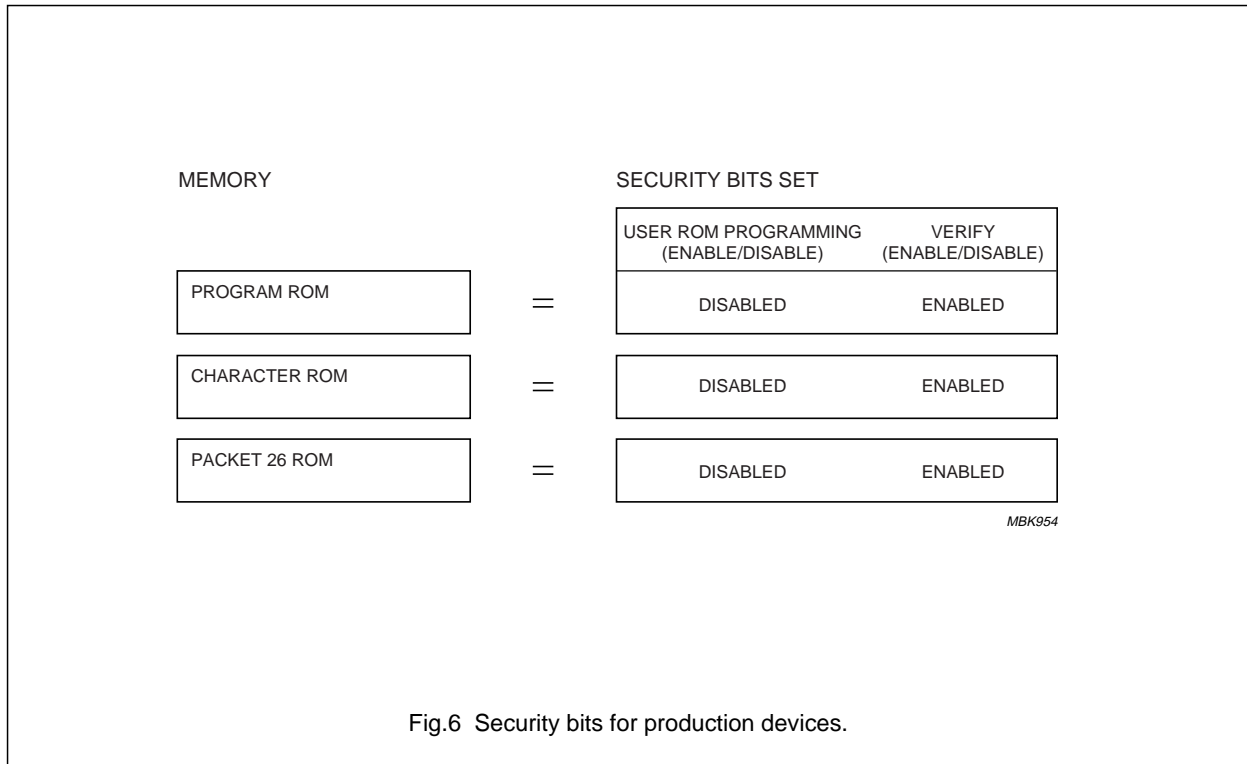 MEMORY SECURITY BITS SET
USER ROM PROGRAMMING VERIFY
(ENABLE/DISABLE) (ENABLE/DISABLE)
PROGRAM ROM = DISABLED ENABLED
CHARACTER ROM = DISABLED ENABLED
PACKET 26 ROM = DISABLED ENABLED
MBK954
Fig.6 Security bits for production devices.